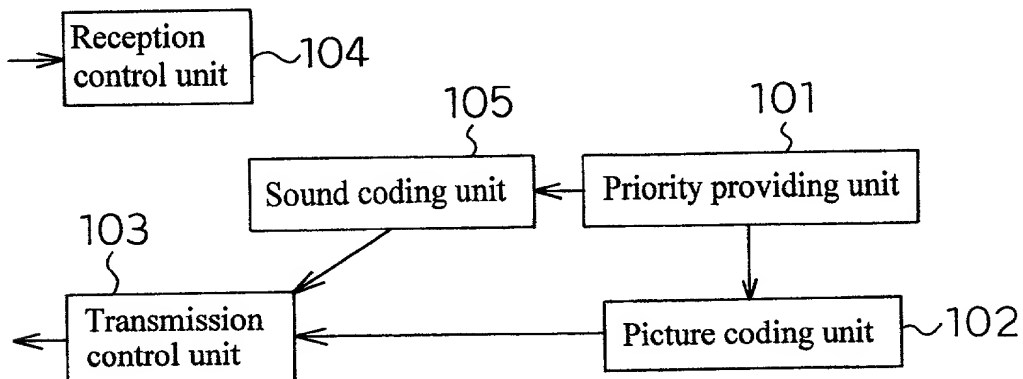 Reception
control unit
104
105
101
Sound coding unit
Priority providing unit
103
Transmission
control unit
Picture coding unit
102